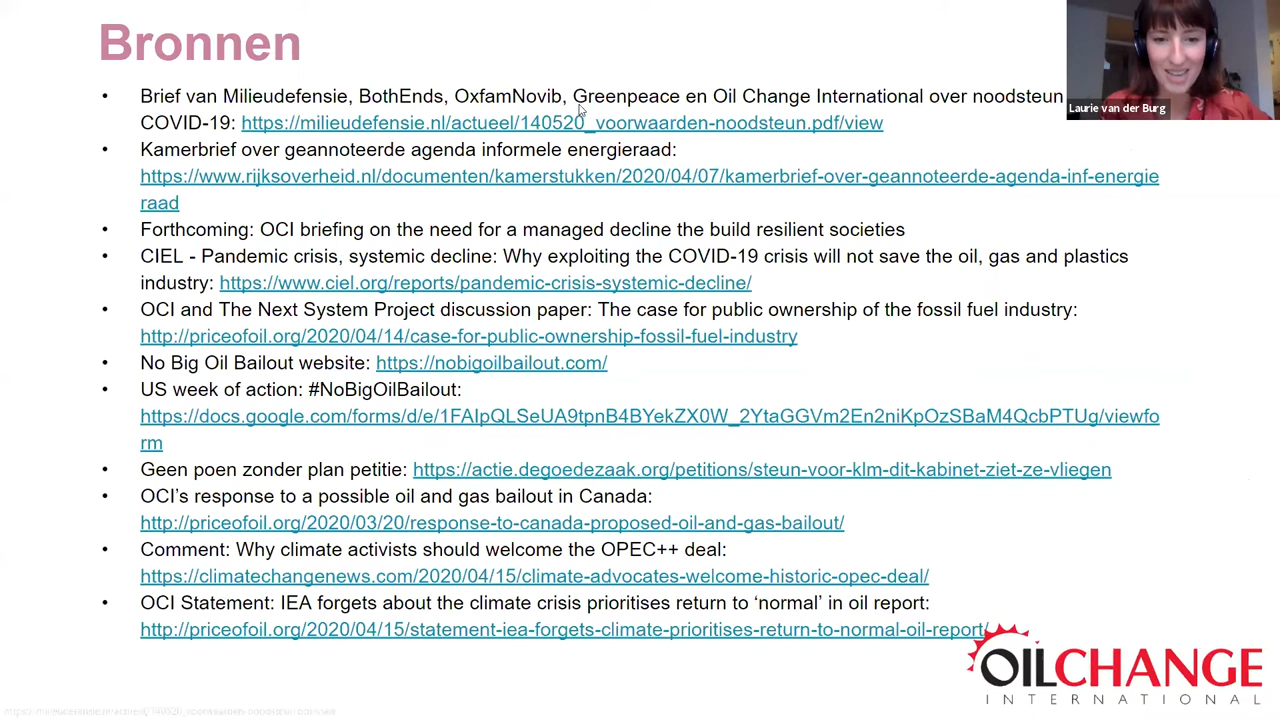 Bronnen
• Brief van Milieudefensie, BothEnds, OxfamNovib, Greenpeace en Oil Change International over noodsteun
COVID-19: https://milieudefensie.nl/actueel/140520_voorwaarden-noodsteun.pdf/view
• Kamerbrief over geannoteerde agenda informele energieraad:
https://www.rijksoverheid.nl/documenten/kamerstukken/2020/04/07/kamerbrief-over-geannoteerde-agenda-inf-energie
raad
• Forthcoming: OCI briefing on the need for a managed decline the build resilient societies
• CIEL - Pandemic crisis, systemic decline: Why exploiting the COVID-19 crisis will not save the oil, gas and plastics
industry: https://www.ciel.org/reports/pandemic-crisis-systemic-decline/
• OCI and The Next System Project discussion paper: The case for public ownership of the fossil fuel industry:
http://priceofoil.org/2020/04/14/case-for-public-ownership-fossil-fuel-industry
• No Big Oil Bailout website: https://nobigoilbailout.com/
• US week of action: #NoBigOilBailout:
https://docs.google.com/forms/d/e/1FAIpQLSeUA9tpnB4BYekZX0W_2YtaGGVm2En2niKpOzSBaM4QcbPTUg/viewfo
rm
• Geen poen zonder plan petitie: https://actie.degoedezaak.org/petitions/steun-voor-klm-dit-kabinet-ziet-ze-vliegen
• OCI’s response to a possible oil and gas bailout in Canada:
http://priceofoil.org/2020/03/20/response-to-canada-proposed-oil-and-gas-bailout/
• Comment: Why climate activists should welcome the OPEC++ deal:
https://climatechangenews.com/2020/04/15/climate-advocates-welcome-historic-opec-deal/
• OCI Statement: IEA forgets about the climate crisis prioritises return to ‘normal’ in oil report:
http://priceofoil.org/2020/04/15/statement-iea-forgets-climate-prioritises-return-to-normal-oil-report/
Laurie van der Burg
OILCHANGE
INTERNATIONAL